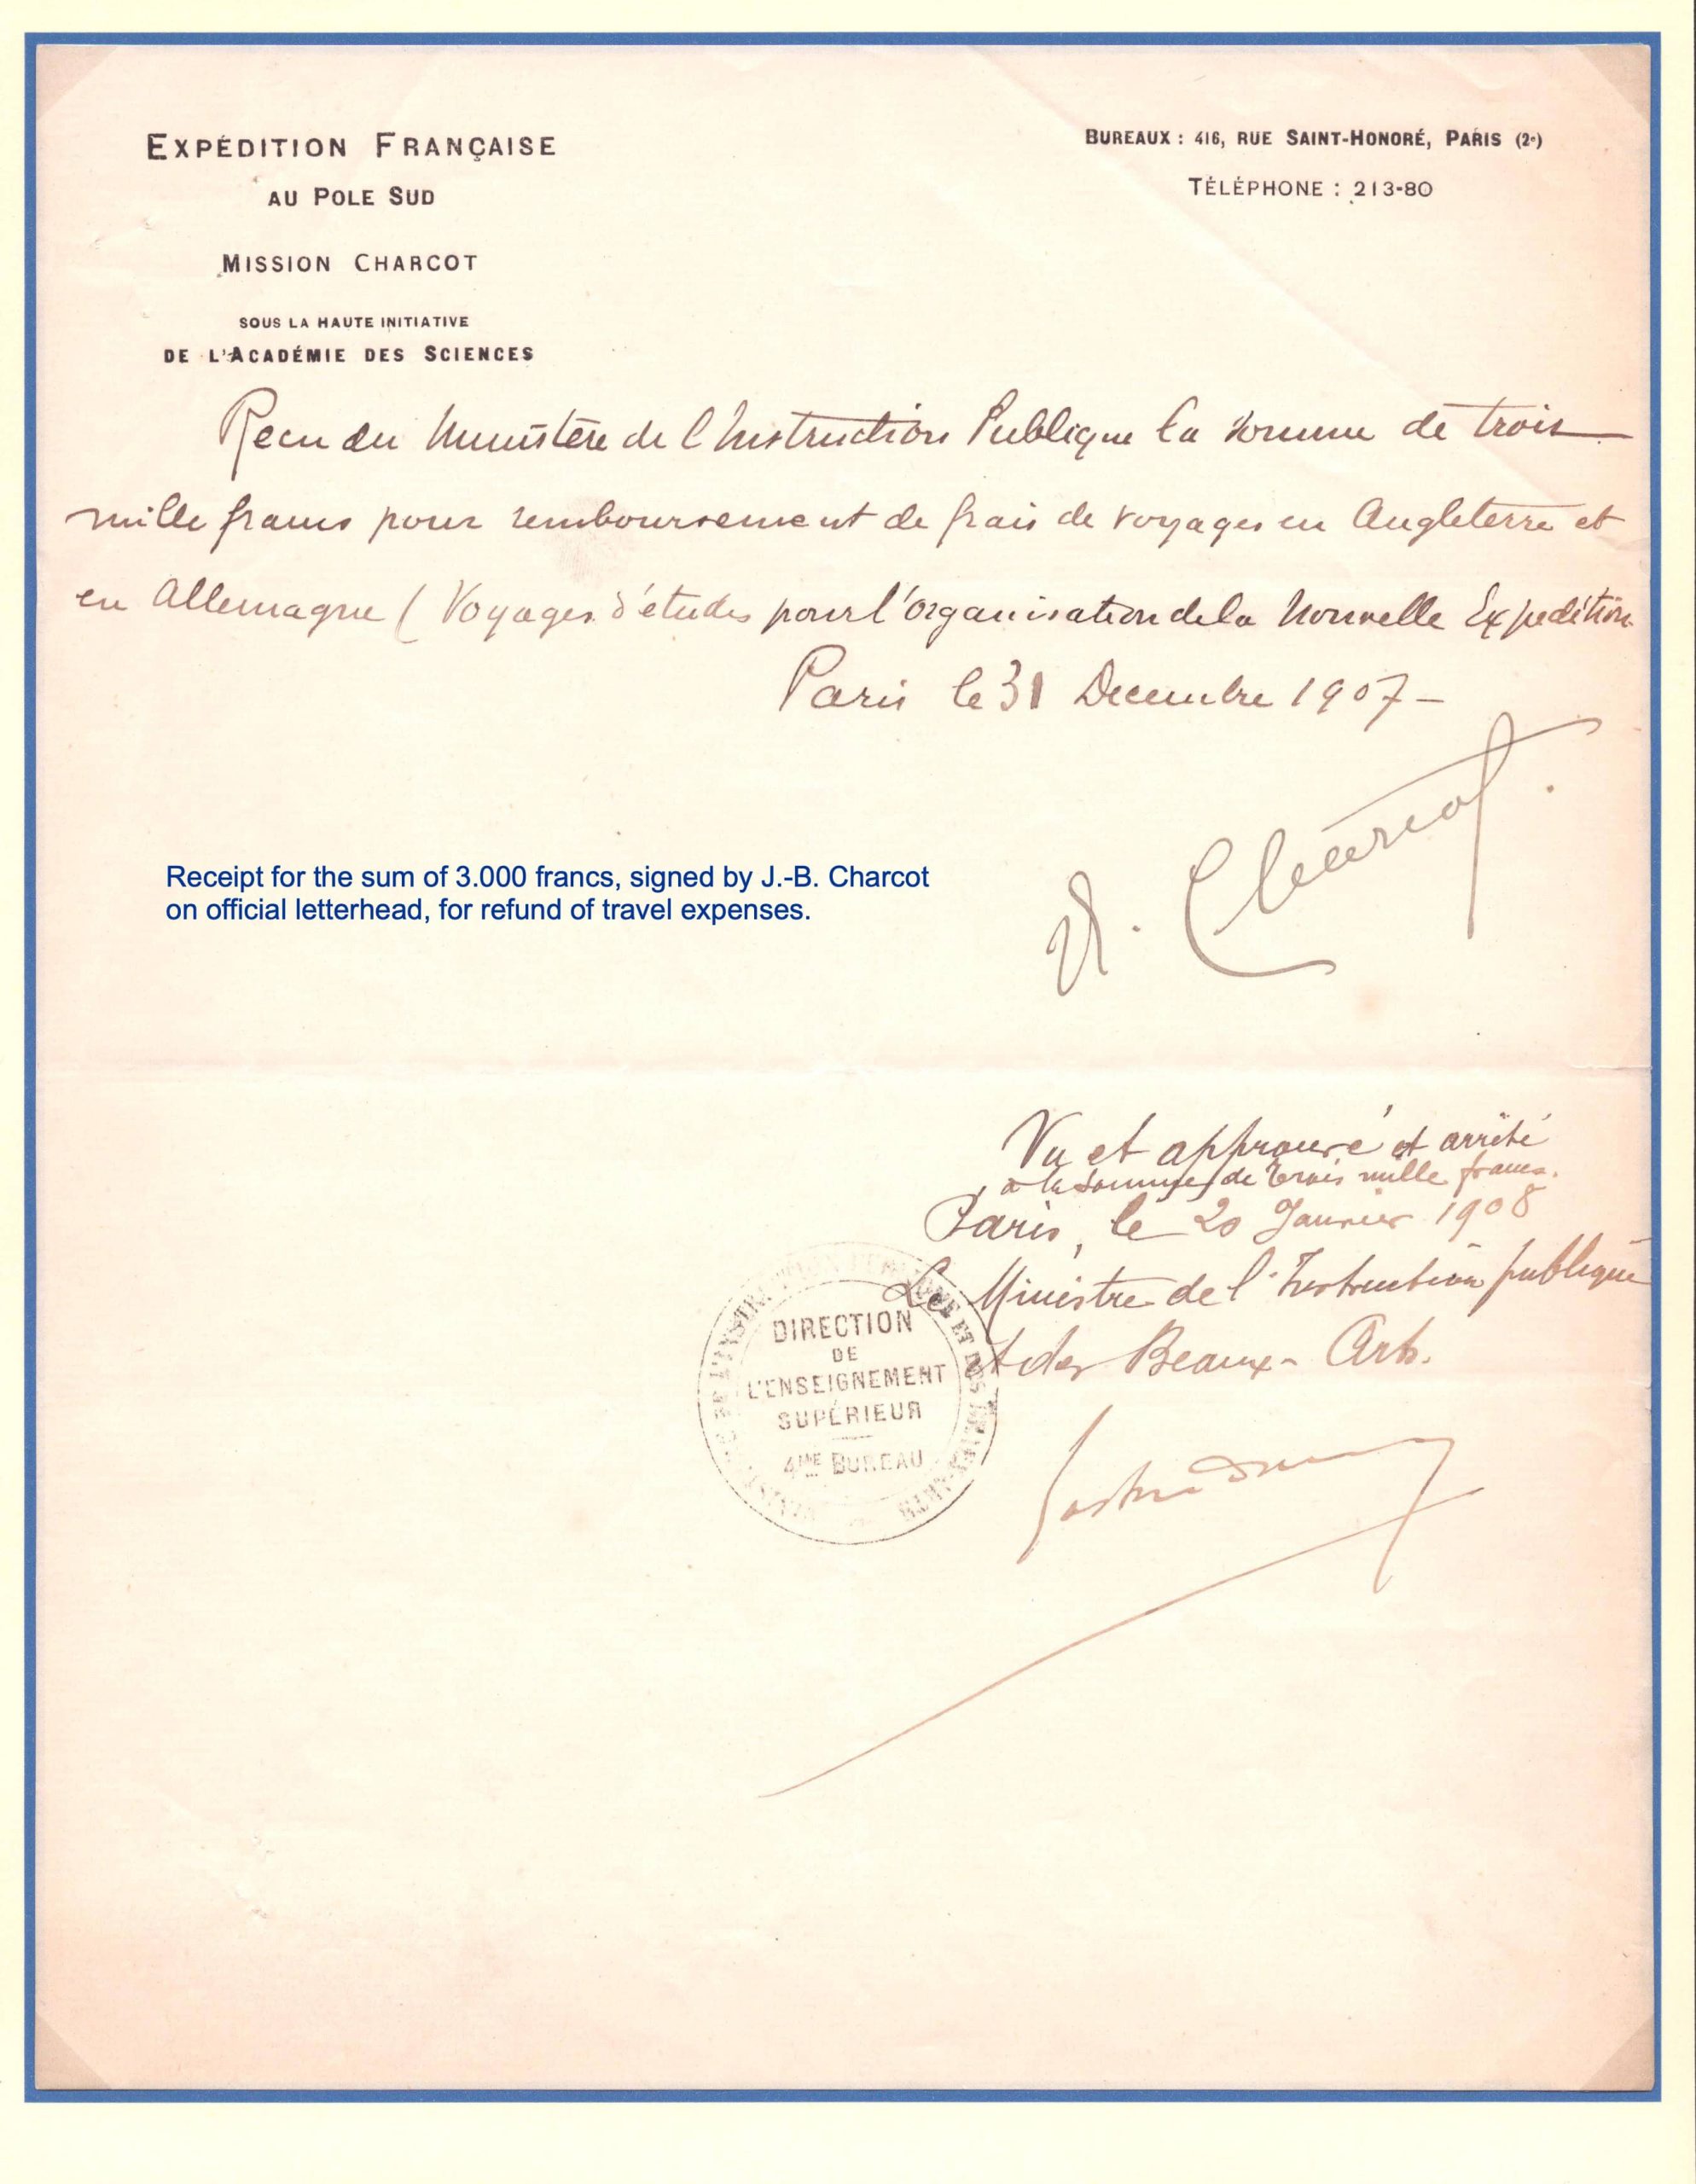 EXPÉDITION FRANÇAISE
AU POLE SUD
MISSION CHARCOT
SOUS LA HAUTE INITIATIVE
DE L'ACADÉMIE DES SCIENCES
BUREAUX : 416, RUE SAINT-HONORÉ, PARIS (2e)
TÉLÉPHONE : 213-80
Recu du Ministère de l'Instruction Publique la somme de trois
mille francs pour remboursement de frais de voyages en Angleterre et
en Allemagne ( Voyages d'études pour l'organisation de la Nouvelle Expédition
Paris le 31 Decembre 1907 –
Receipt for the sum of 3.000 francs, signed by J.-B. Charcot
on official letterhead, for refund of travel expenses.
Charcot
Vu et approuvé et arrêté
à la somme de trois mille francs.
Paris, le 20 Janvier 1908
Le Ministre de l'Instruction publique
et des Beaux-Arts.
DIRECTION
DE
L'ENSEIGNEMENT
SUPÉRIEUR
4ME BUREAU